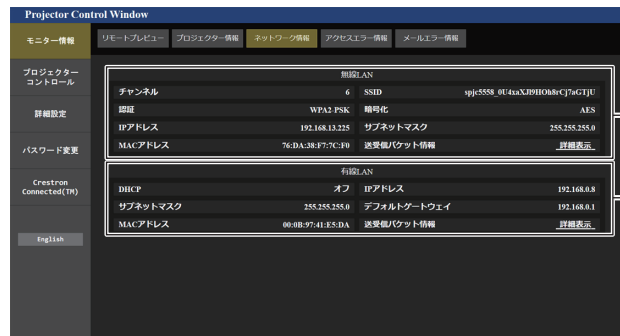 Projector Control Window
モニター情報
リモートプレビュー プロジェクター情報 ネットワーク情報 アクセスエラー情報 メールエラー情報
プロジェクター
コントロール
詳細設定
パスワード変更
Crestron
Connected(TM)
English
無線LAN
チャンネル 6 SSID spjc5558_0U4xaXJI9HOh8rCj7aGTjU
認証 WPA2-PSK 暗号化 AES
IPアドレス 192.168.13.225 サブネットマスク 255.255.255.0
MACアドレス 76:DA:38:F7:7C:F0 送受信パケット情報 詳細表示
有線LAN
DHCP オフ IPアドレス 192.168.0.8
サブネットマスク 255.255.255.0 デフォルトゲートウェイ 192.168.0.1
MACアドレス 00:0B:97:41:E5:DA 送受信パケット情報 詳細表示